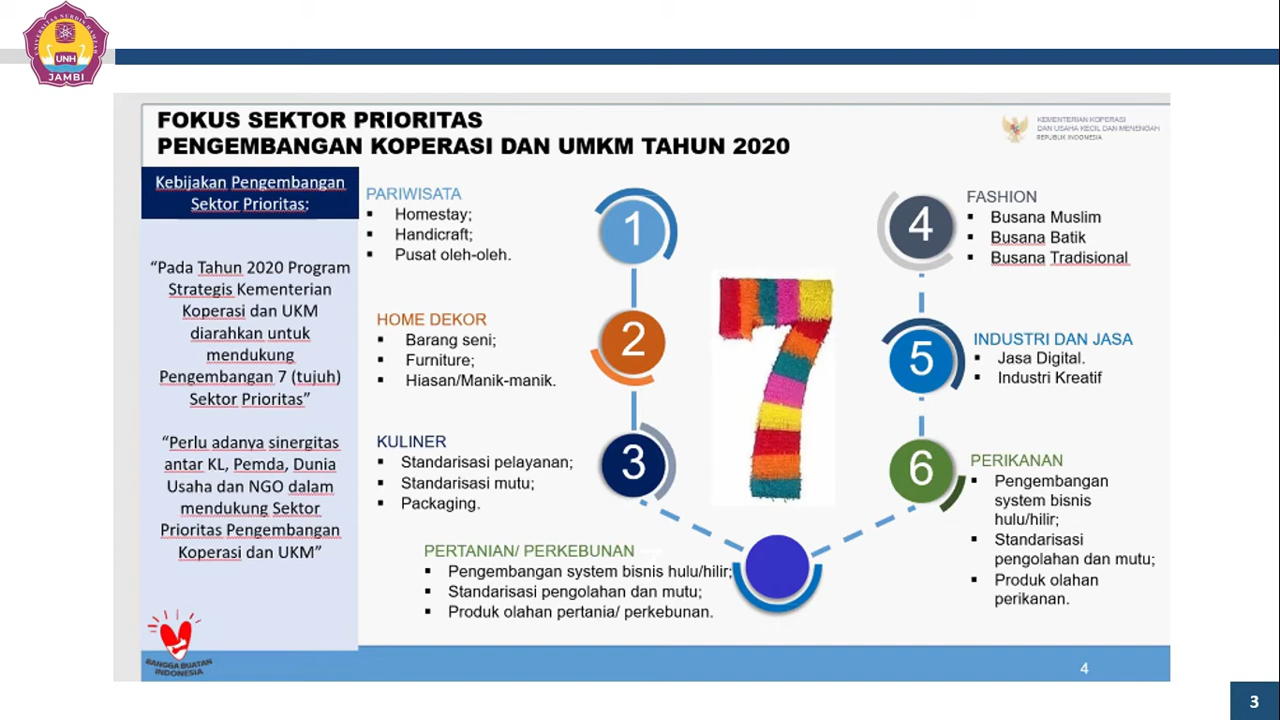 UNIVERSITAS NURDIN HAMZAH
UNH
JAMBI
FOKUS SEKTOR PRIORITAS
PENGEMBANGAN KOPERASI DAN UMKM TAHUN 2020
KEMENTERIAN KOPERASI
DAN USAHA KECIL DAN MENENGAH
REPUBLIK INDONESIA
Kebijakan Pengembangan
Sektor Prioritas:
“Pada Tahun 2020 Program
Strategis Kementerian
Koperasi dan UKM
diarahkan untuk
mendukung
Pengembangan 7 (tujuh)
Sektor Prioritas”
“Perlu adanya sinergitas
antar KL, Pemda, Dunia
Usaha dan NGO dalam
mendukung Sektor
Prioritas Pengembangan
Koperasi dan UKM”
BANGGA BUATAN
INDONESIA
PARIWISATA
Homestay;
Handicraft;
Pusat oleh-oleh.
1
HOME DEKOR
Barang seni;
Furniture;
Hiasan/Manik-manik.
2
KULINER
Standarisasi pelayanan;
Standarisasi mutu;
Packaging.
3
PERTANIAN/ PERKEBUNAN
Pengembangan system bisnis hulu/hilir;
Standarisasi pengolahan dan mutu;
Produk olahan pertania/ perkebunan.
7
4
FASHION
Busana Muslim
Busana Batik
Busana Tradisional
5
INDUSTRI DAN JASA
Jasa Digital.
Industri Kreatif
6
PERIKANAN
Pengembangan
system bisnis
hulu/hilir;
Standarisasi
pengolahan dan mutu;
Produk olahan
perikanan.
4
3